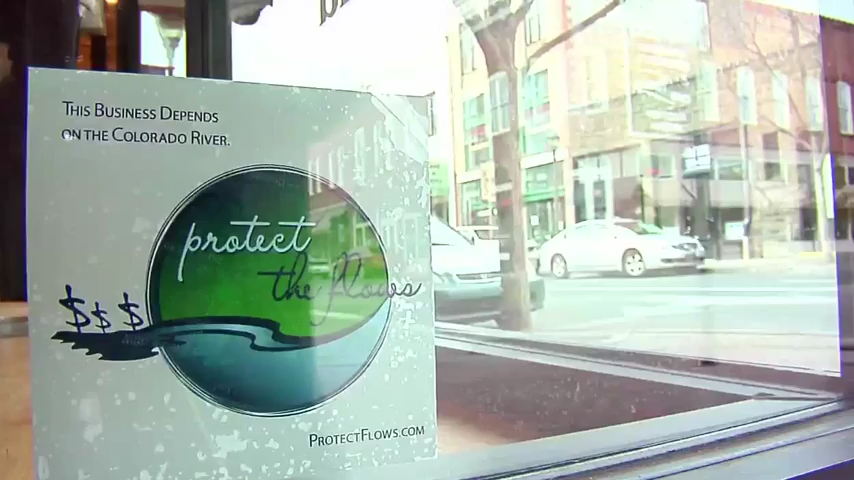 THIS BUSINESS DEPENDS
ON THE COLORADO RIVER.
protect
the flows
$$$
PROTECTFLOWS.COM